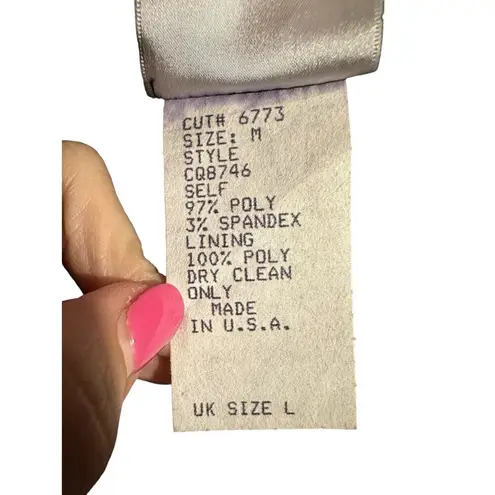 CUT# 6773
SIZE: M
STYLE
CQ8746
SELF
97% POLY
3% SPANDEX
LINING
100% POLY
DRY CLEAN
ONLY
MADE
IN U.S.A.
UK SIZE L